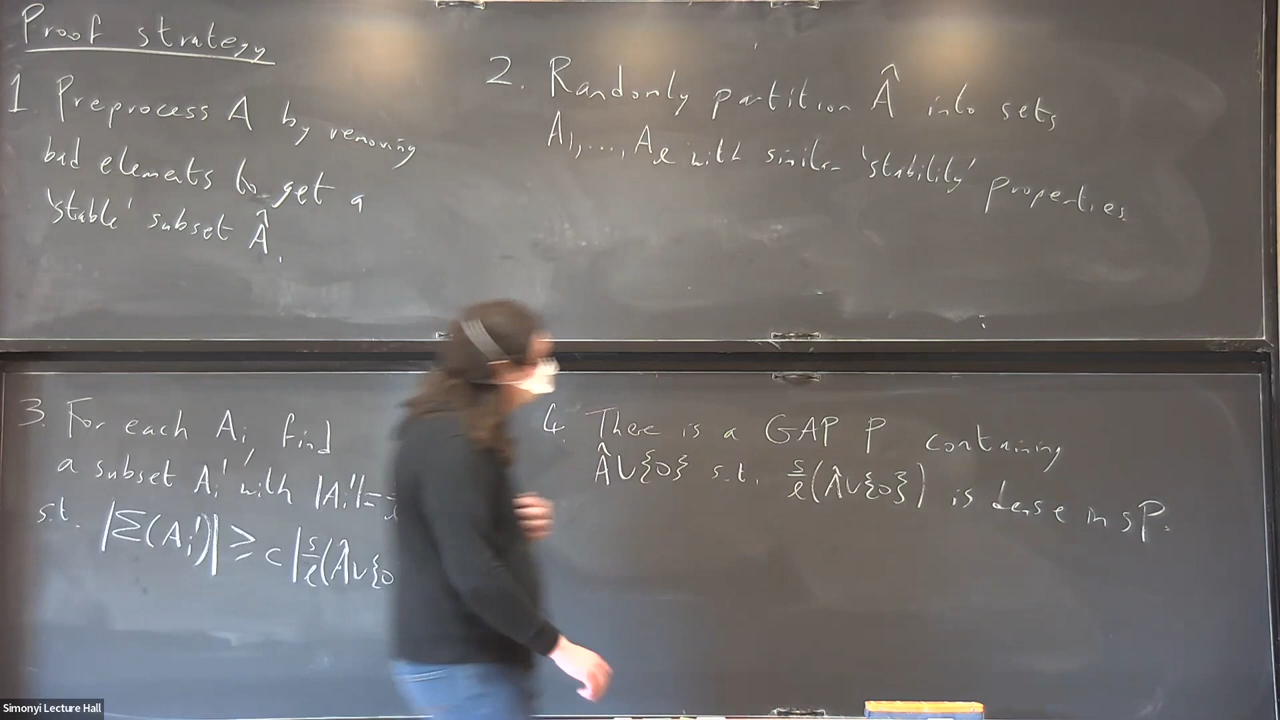 Proof strategy
1. Preprocess A by removing
bad elements to get a
'stable' subset Â.
2. Randomly partition Â into sets
A₁,..., A_ℓ with similar 'stability' properties.
3. For each Aᵢ, find
a subset Aᵢ' with |Aᵢ'|=
s.t. |Σ(Aᵢ')| ≥ c|s/ℓ(Â∪{0
4. There is a GAP P containing
Â∪{0} s.t. s/ℓ(Â∪{0}) is dense in sP.
Simonyi Lecture Hall